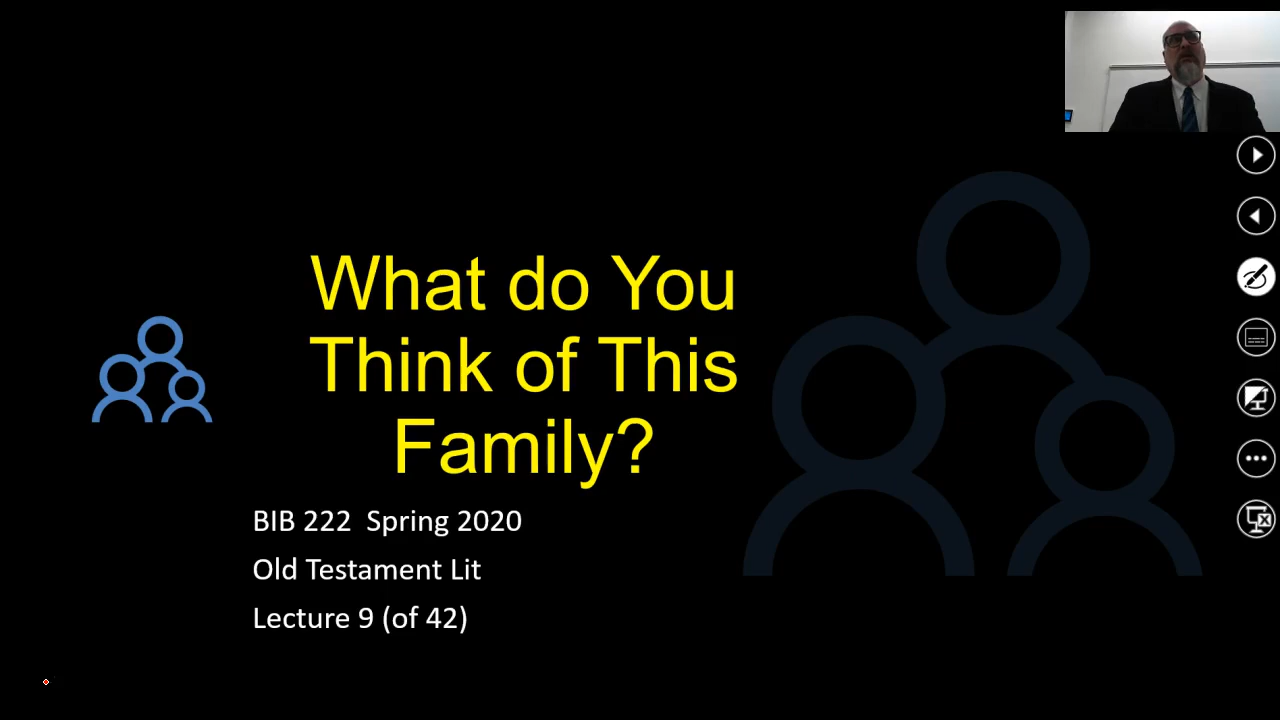 What do You
Think of This
Family?
BIB 222  Spring 2020
Old Testament Lit
Lecture 9 (of 42)